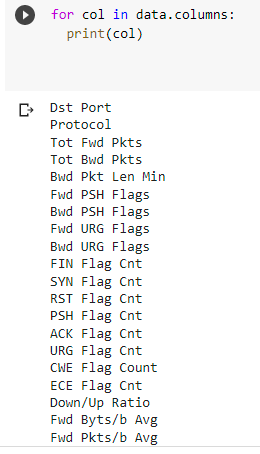 for col in data.columns:
print(col)
Dst Port
Protocol
Tot Fwd Pkts
Tot Bwd Pkts
Bwd Pkt Len Min
Fwd PSH Flags
Bwd PSH Flags
Fwd URG Flags
Bwd URG Flags
FIN Flag Cnt
SYN Flag Cnt
RST Flag Cnt
PSH Flag Cnt
ACK Flag Cnt
URG Flag Cnt
CWE Flag Count
ECE Flag Cnt
Down/Up Ratio
Fwd Byts/b Avg
Fwd Pkts/b Avg